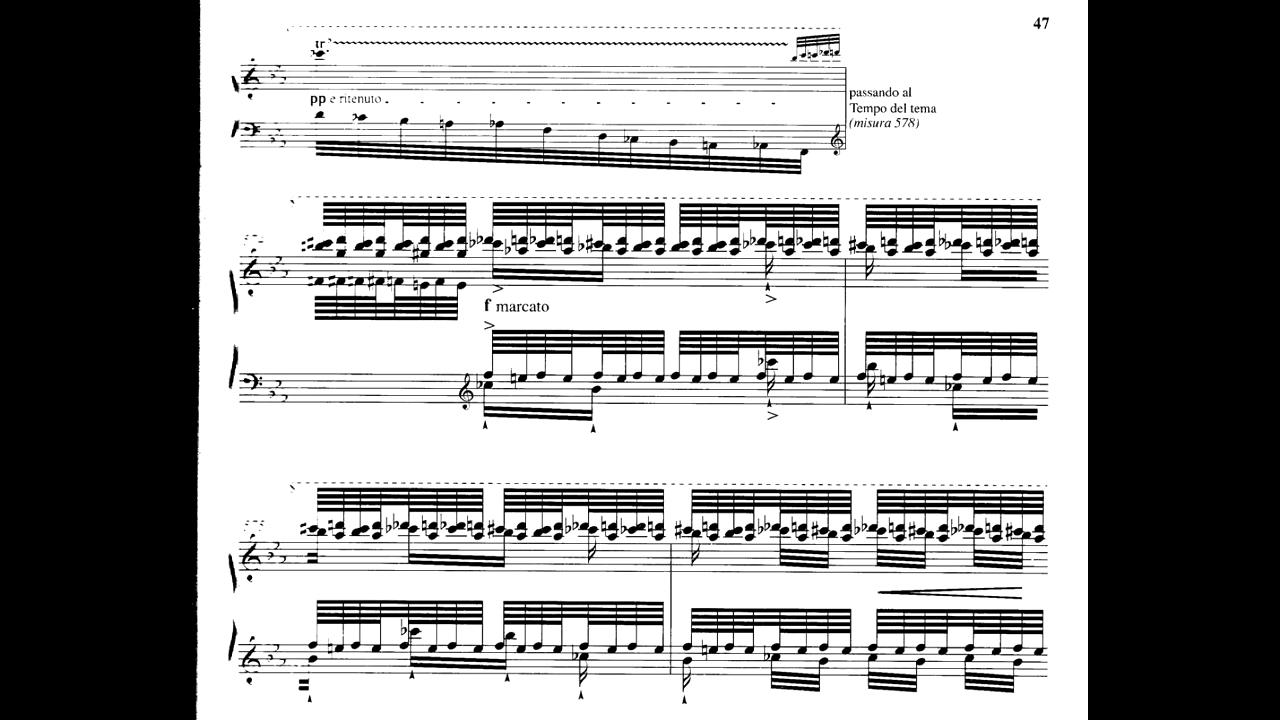 47
tr
pp e ritenuto
passando al
Tempo del tema
(misura 578)
f marcato